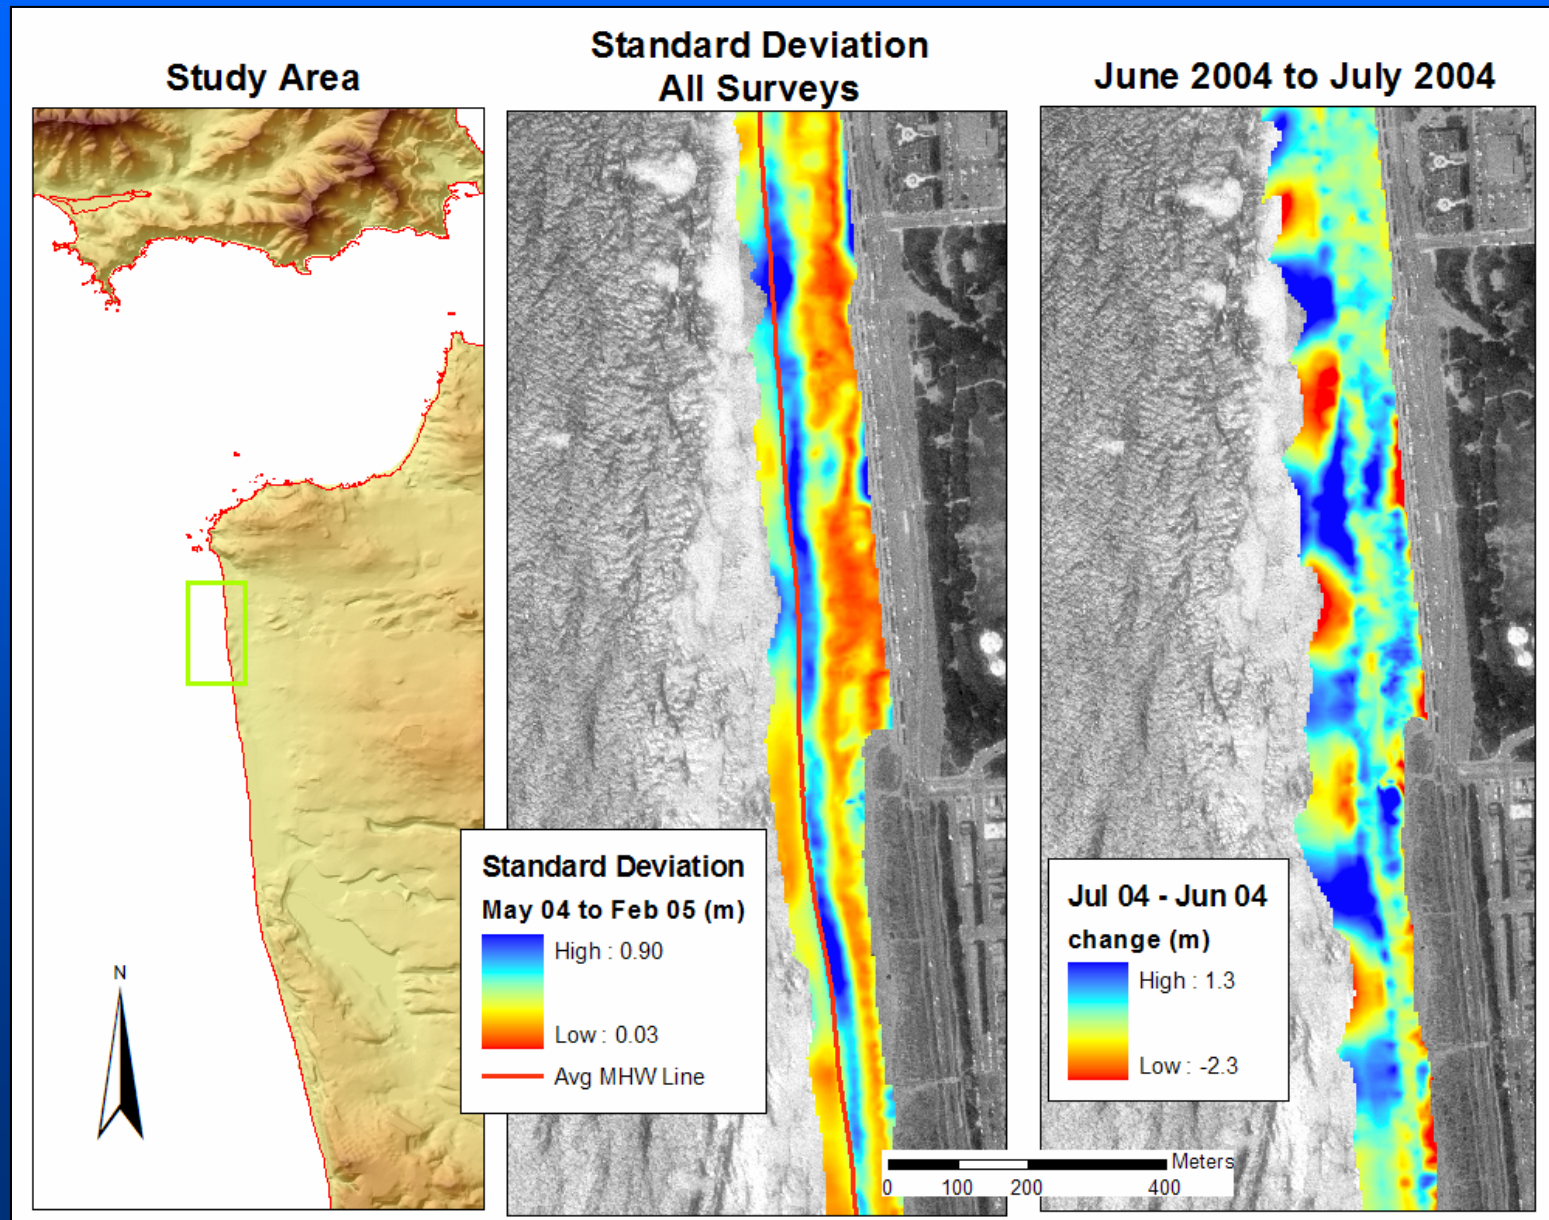 Study Area
Standard Deviation
All Surveys
June 2004 to July 2004
N
Standard Deviation
May 04 to Feb 05 (m)
High : 0.90
Low : 0.03
Avg MHW Line
Jul 04 - Jun 04
change (m)
High : 1.3
Low : -2.3
Meters
0 100 200 400